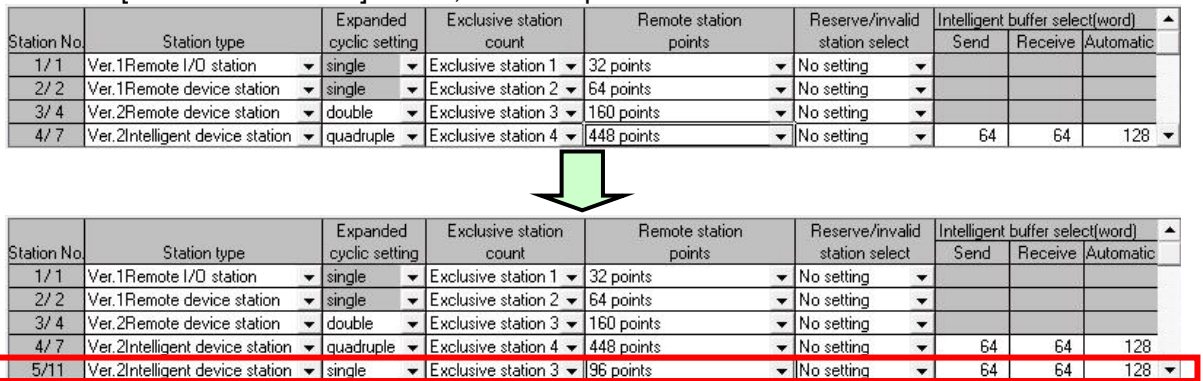 Station No. Station type Expanded cyclic setting Exclusive station count Remote station points Reserve/invalid station select Intelligent buffer select(word) Send Receive Automatic
1/ 1 Ver.1Remote I/O station single Exclusive station 1 32 points No setting
2/ 2 Ver.1Remote device station single Exclusive station 2 64 points No setting
3/ 4 Ver.2Remote device station double Exclusive station 3 160 points No setting
4/ 7 Ver.2Intelligent device station quadruple Exclusive station 4 448 points No setting 64 64 128
Station No. Station type Expanded cyclic setting Exclusive station count Remote station points Reserve/invalid station select Intelligent buffer select(word) Send Receive Automatic
1/ 1 Ver.1Remote I/O station single Exclusive station 1 32 points No setting
2/ 2 Ver.1Remote device station single Exclusive station 2 64 points No setting
3/ 4 Ver.2Remote device station double Exclusive station 3 160 points No setting
4/ 7 Ver.2Intelligent device station quadruple Exclusive station 4 448 points No setting 64 64 128
5/11 Ver.2Intelligent device station single Exclusive station 3 96 points No setting 64 64 128